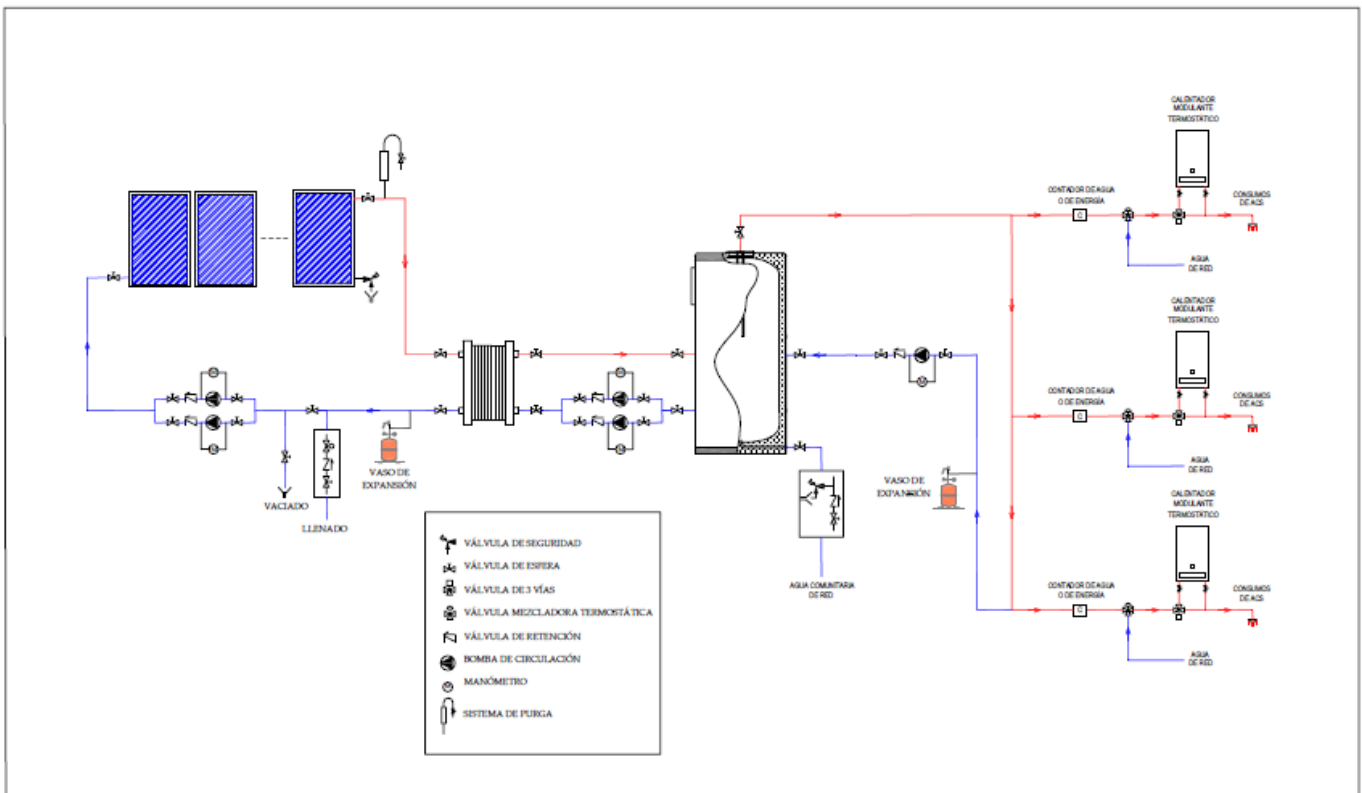 CALENTADOR
MODULANTE
TERMOSTÁTICO
CONTADOR DE AGUA
O DE ENERGÍA
C
CONSUMOS
DE ACS
AGUA
DE RED
CALENTADOR
MODULANTE
TERMOSTÁTICO
CONTADOR DE AGUA
O DE ENERGÍA
C
CONSUMOS
DE ACS
AGUA
DE RED
CALENTADOR
MODULANTE
TERMOSTÁTICO
CONTADOR DE AGUA
O DE ENERGÍA
C
CONSUMOS
DE ACS
AGUA
DE RED
M
M
M
M
M
VASO DE
EXPANSIÓN
VACIADO
LLENADO
VASO DE
EXPANSIÓN
AGUA COMUNITARIA
DE RED
VÁLVULA DE SEGURIDAD
VÁLVULA DE ESFERA
VÁLVULA DE 3 VÍAS
VÁLVULA MEZCLADORA TERMOSTÁTICA
VÁLVULA DE RETENCIÓN
BOMBA DE CIRCULACIÓN
M
MANÓMETRO
SISTEMA DE PURGA